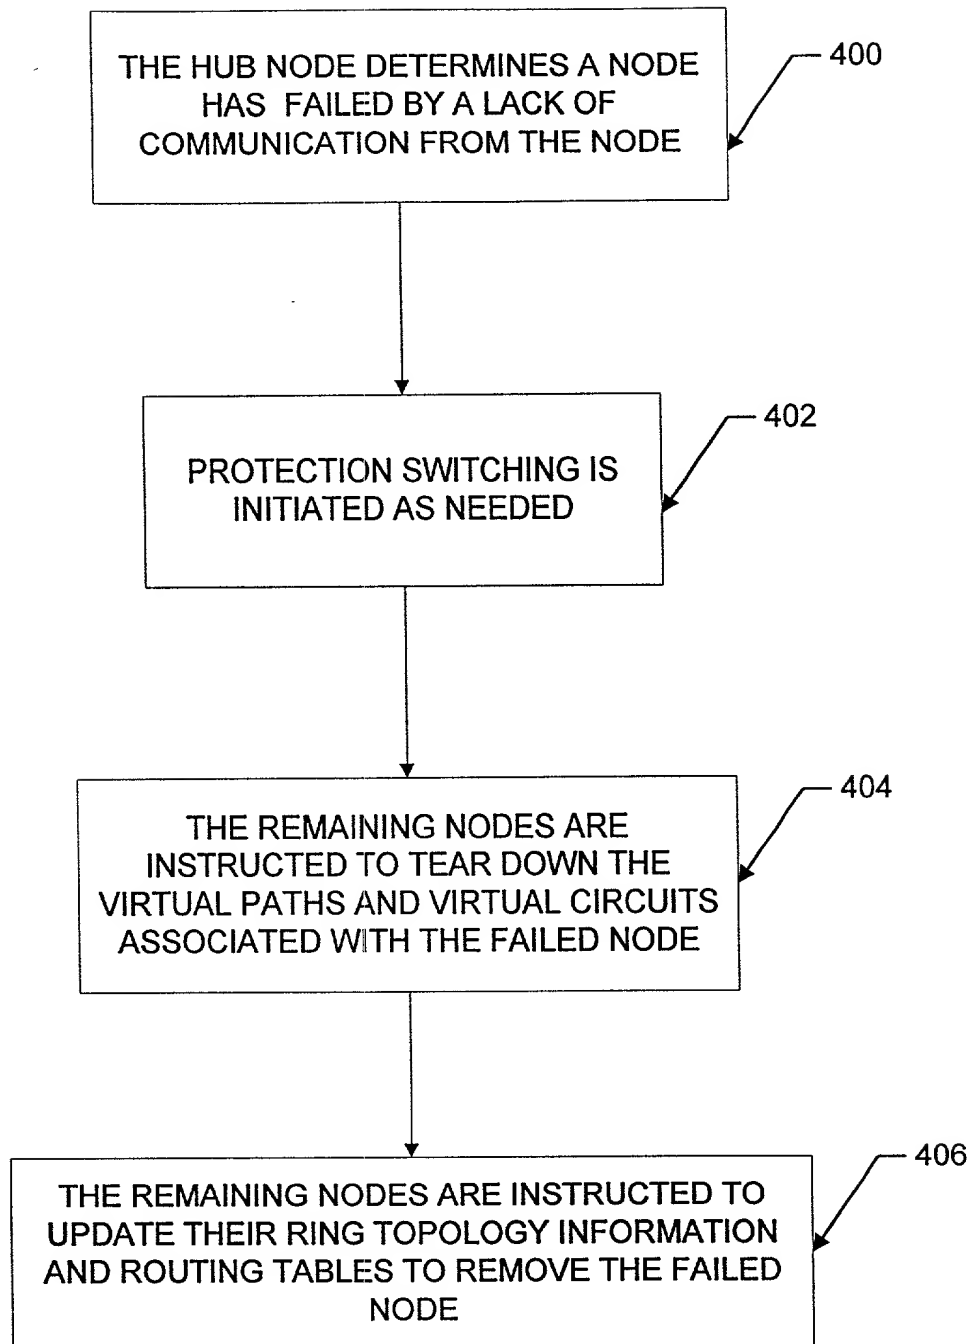 THE HUB NODE DETERMINES A NODE
HAS FAILED BY A LACK OF
COMMUNICATION FROM THE NODE
400
PROTECTION SWITCHING IS
INITIATED AS NEEDED
402
THE REMAINING NODES ARE
INSTRUCTED TO TEAR DOWN THE
VIRTUAL PATHS AND VIRTUAL CIRCUITS
ASSOCIATED WITH THE FAILED NODE
404
THE REMAINING NODES ARE INSTRUCTED TO
UPDATE THEIR RING TOPOLOGY INFORMATION
AND ROUTING TABLES TO REMOVE THE FAILED
NODE
406